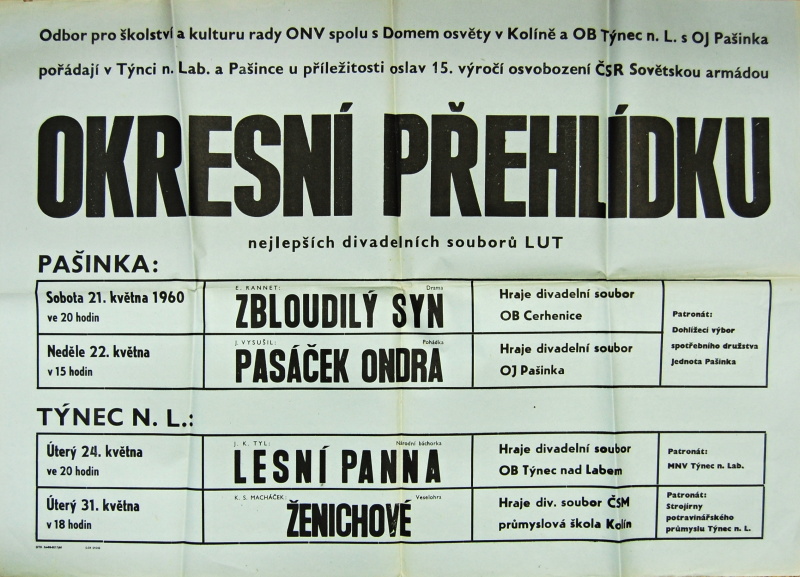 Odbor pro školství a kulturu rady ONV spolu s Domem osvěty v Kolíně a OB Týnec n. L. s OJ Pašinka
pořádají v Týnci n. Lab. a Pašince u příležitosti oslav 15. výročí osvobození ČSR Sovětskou armádou
OKRESNÍ PŘEHLÍDKU
nejlepších divadelních souborů LUT
PAŠINKA:
Sobota 21. května 1960
ve 20 hodin
E. RANNET:
Drama
ZBLOUDILÝ SYN
Hraje divadelní soubor
OB Cerhenice
Neděle 22. května
v 15 hodin
J. VYSUŠIL:
Pohádka
PASÁČEK ONDRA
Hraje divadelní soubor
OJ Pašinka
Patronát:
Dohlížecí výbor
spotřebního družstva
Jednota Pašinka
TÝNEC N. L.:
Úterý 24. května
ve 20 hodin
J. K. TYL:
Národní báchorka
LESNÍ PANNA
Hraje divadelní soubor
OB Týnec nad Labem
Patronát:
MNV Týnec n. Lab.
Úterý 31. května
v 18 hodin
K. S. MACHÁČEK:
Veselohra
ŽENICHOVÉ
Hraje div. soubor ČSM
průmyslová škola Kolín
Patronát:
Strojírny
potravinářského
průmyslu Týnec n. L.